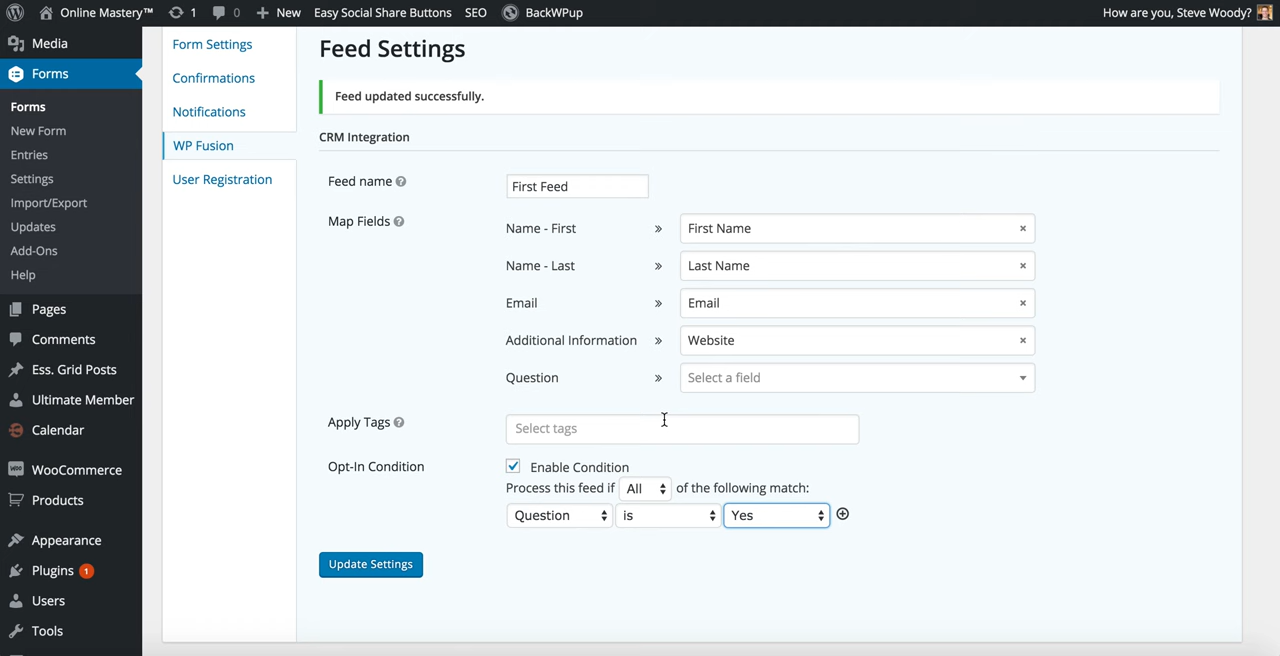 Online Mastery™ 1 0 New Easy Social Share Buttons SEO BackWPup How are you, Steve Woody?
Media
Forms
Forms
New Form
Entries
Settings
Import/Export
Updates
Add-Ons
Help
Pages
Comments
Ess. Grid Posts
Ultimate Member
Calendar
WooCommerce
Products
Appearance
Plugins 1
Users
Tools
Form Settings
Confirmations
Notifications
WP Fusion
User Registration
Feed Settings
Feed updated successfully.
CRM Integration
Feed name First Feed
Map Fields Name - First » First Name ×
Name - Last » Last Name ×
Email » Email ×
Additional Information » Website ×
Question » Select a field
Apply Tags Select tags
Opt-In Condition Enable Condition
Process this feed if All of the following match:
Question is Yes
Update Settings